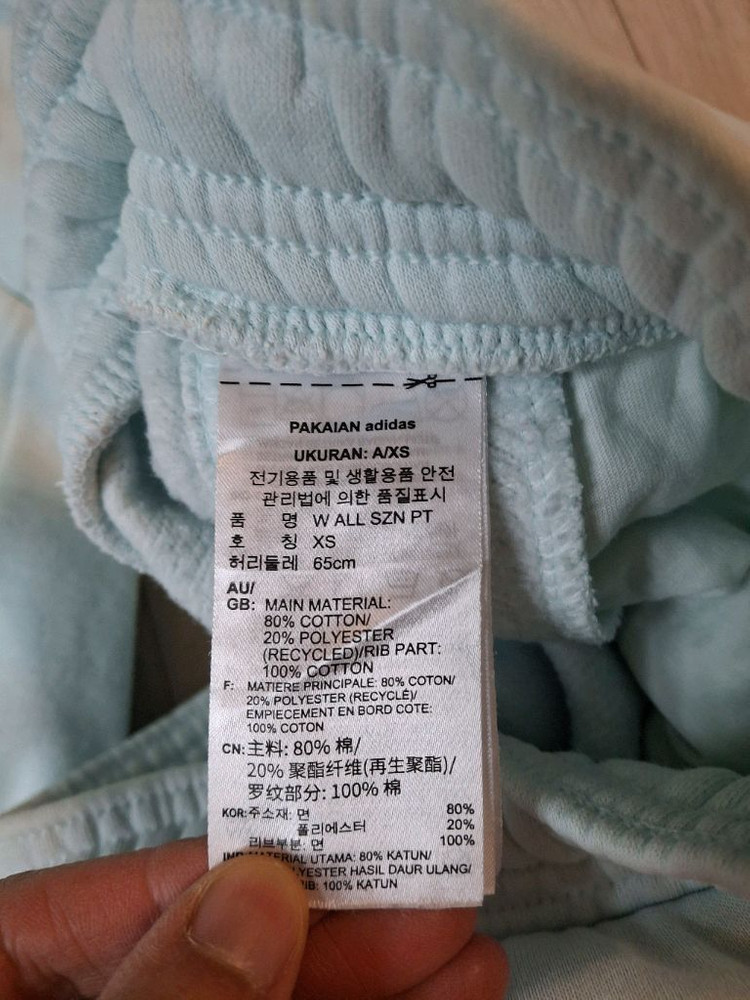 PAKAIAN adidas
UKURAN: A/XS
전기용품 및 생활용품 안전
관리법에 의한 품질표시
품 명 W ALL SZN PT
호 칭 XS
허리둘레 65cm
AU/
GB: MAIN MATERIAL:
80% COTTON/
20% POLYESTER
(RECYCLED)/RIB PART:
100% COTTON
F: MATIERE PRINCIPALE: 80% COTON/
20% POLYESTER (RECYCLÉ)/
EMPIECEMENT EN BORD COTE:
100% COTON
CN: 主料: 80% 棉/
20% 聚酯纤维(再生聚酯)/
罗纹部分: 100% 棉
KOR: 주소재: 면 80%
폴리에스터 20%
리브부분: 면 100%
UTAMA: 80% KATUN/
HASIL DAUR ULANG/
100% KATUN